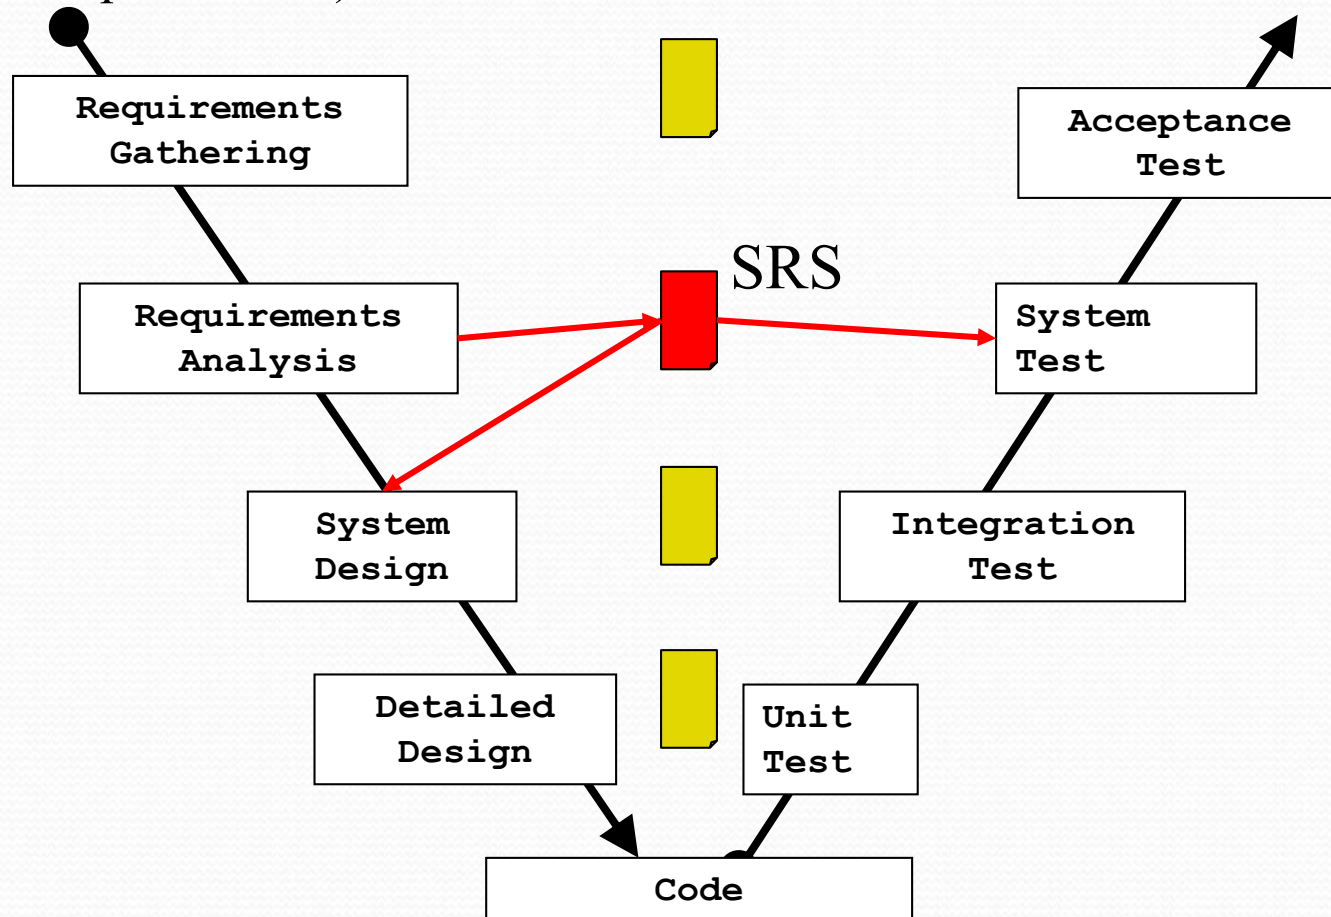 Requirements
Gathering
Acceptance
Test
SRS
Requirements
Analysis
System
Test
System
Design
Integration
Test
Detailed
Design
Unit
Test
Code